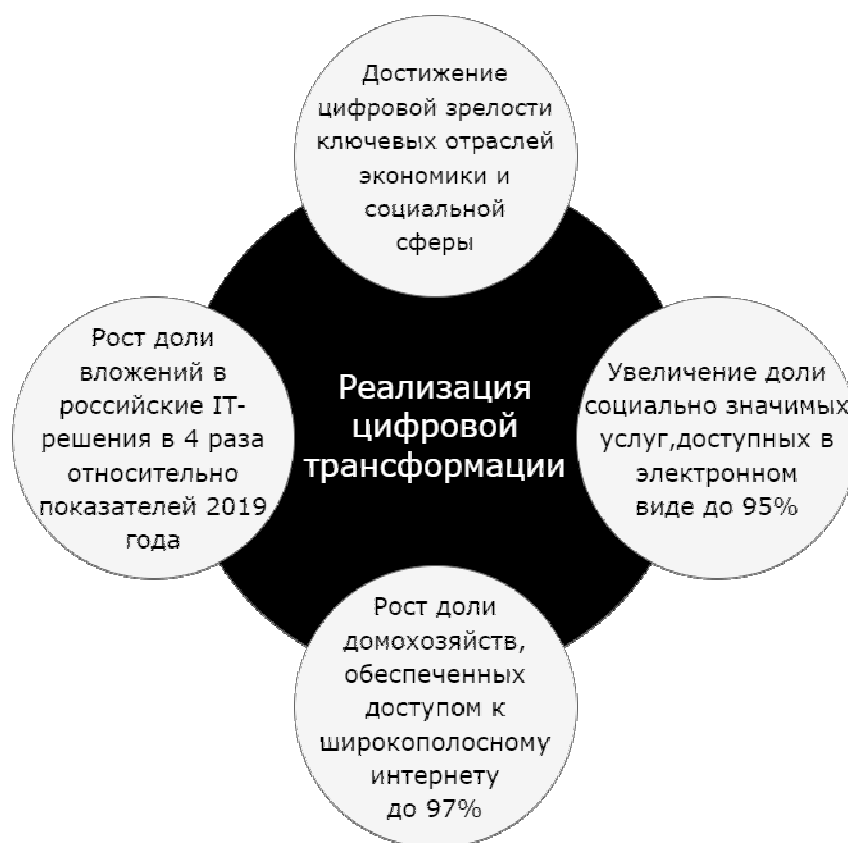 Достижение
цифровой зрелости
ключевых отраслей
экономики и
социальной
сферы
Рост доли
вложений в
российские IT-
решения в 4 раза
относительно
показателей 2019
года
Реализация
цифровой
трансформации
Увеличение доли
социально значимых
услуг,доступных в
электронном
виде до 95%
Рост доли
домохозяйств,
обеспеченных
доступом к
широкополосному
интернету
до 97%